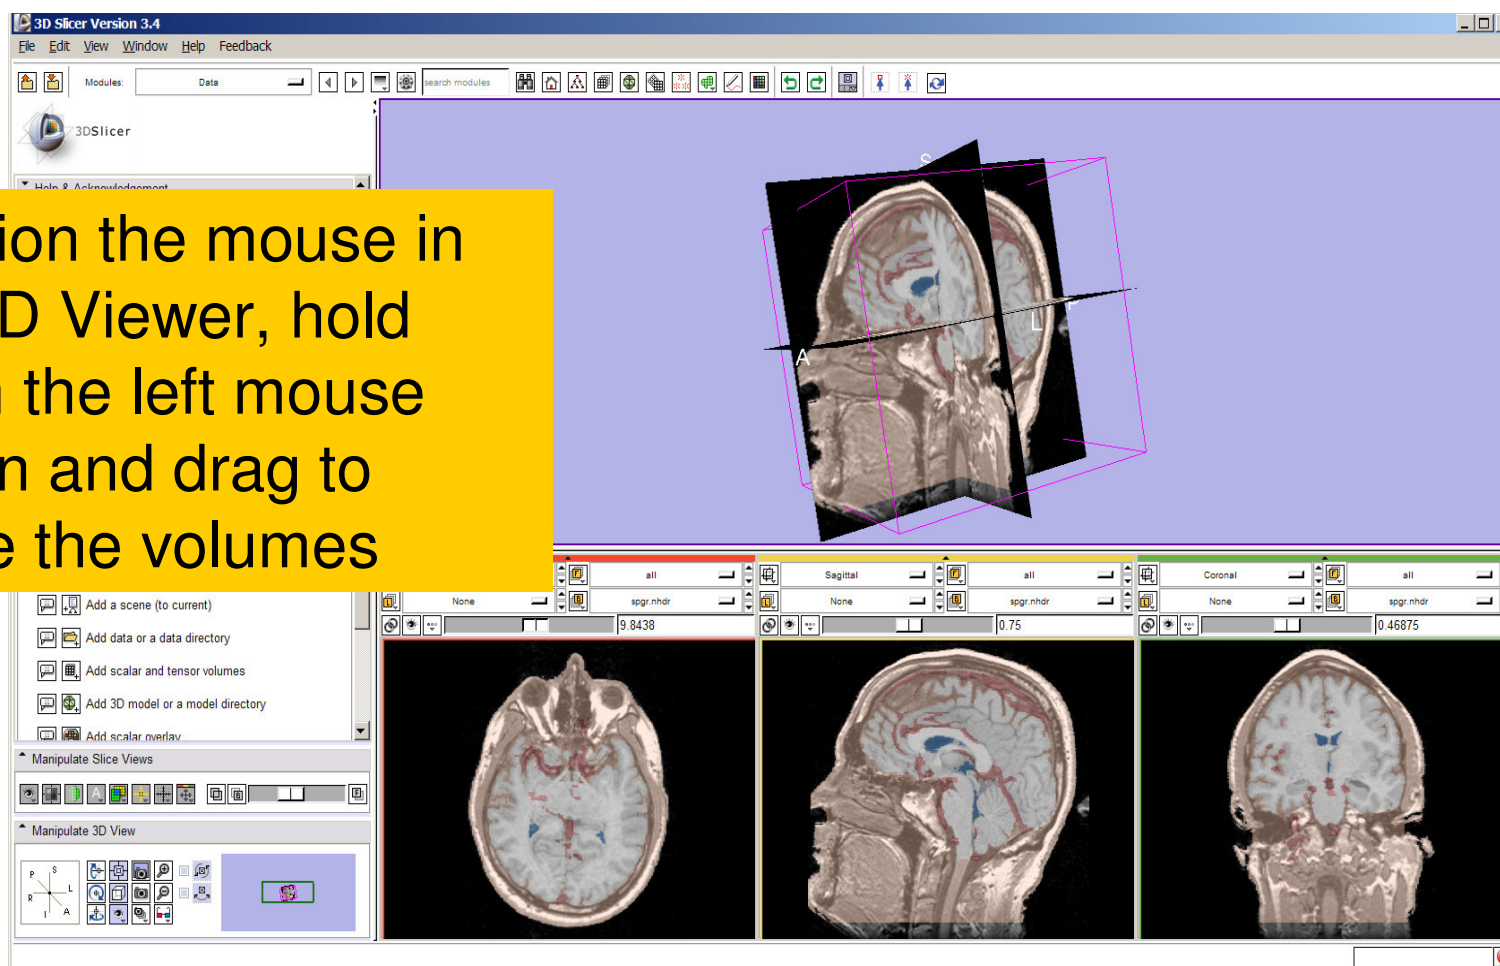 3D Slicer Version 3.4
File Edit View Window Help Feedback
Modules: Data search modules
3DSlicer
Help & Acknowledgement
ion the mouse in
D Viewer, hold
the left mouse
n and drag to
e the volumes
S
A
L
all Sagittal all Coronal all
None spgr.nhdr None spgr.nhdr None spgr.nhdr
9.8438 0.75 0.46875
Add a scene (to current)
Add data or a data directory
Add scalar and tensor volumes
Add 3D model or a model directory
Add scalar overlay
Manipulate Slice Views
Manipulate 3D View
P S
L
R
I A